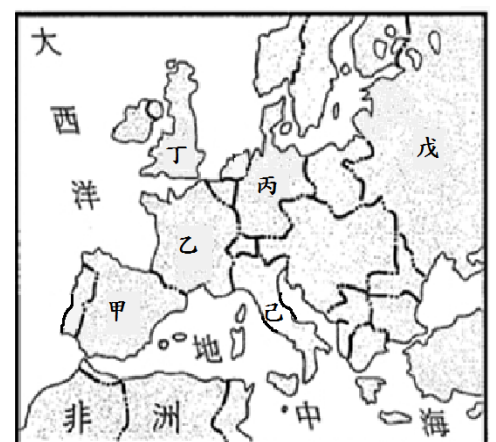 大
西
洋
丁
戊
丙
乙
甲
己
地
中
海
非 洲